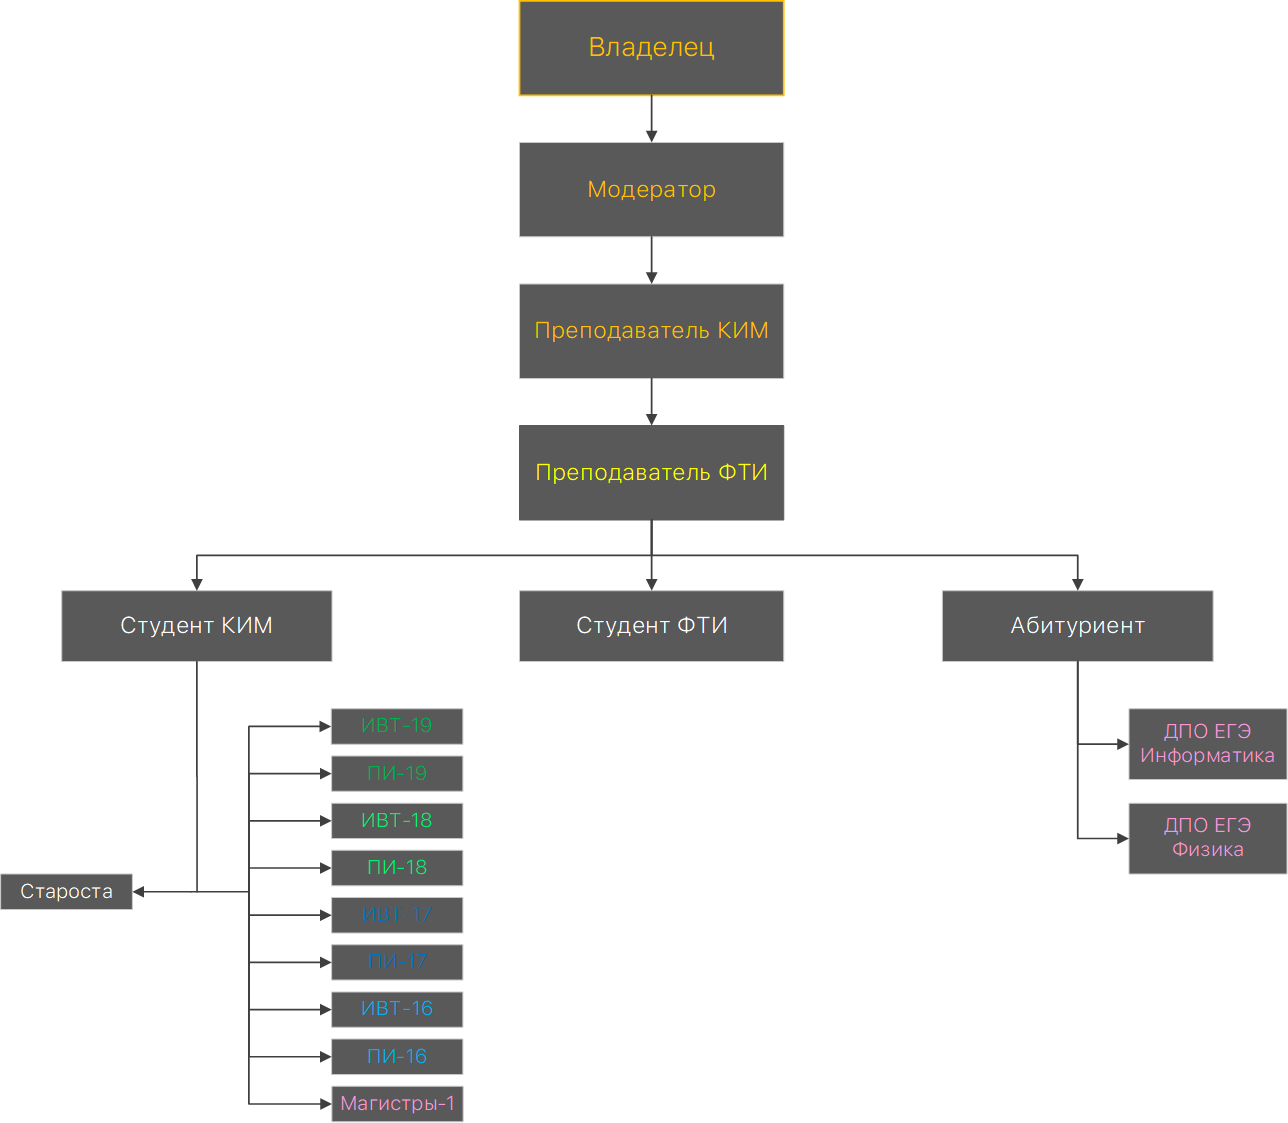 Владелец
Модератор
Преподаватель КИМ
Преподаватель ФТИ
Студент КИМ
Студент ФТИ
Абитуриент
ИВТ-19
ПИ-19
ИВТ-18
ПИ-18
Староста
ИВТ-17
ПИ-17
ИВТ-16
ПИ-16
Магистры-1
ДПО ЕГЭ
Информатика
ДПО ЕГЭ
Физика